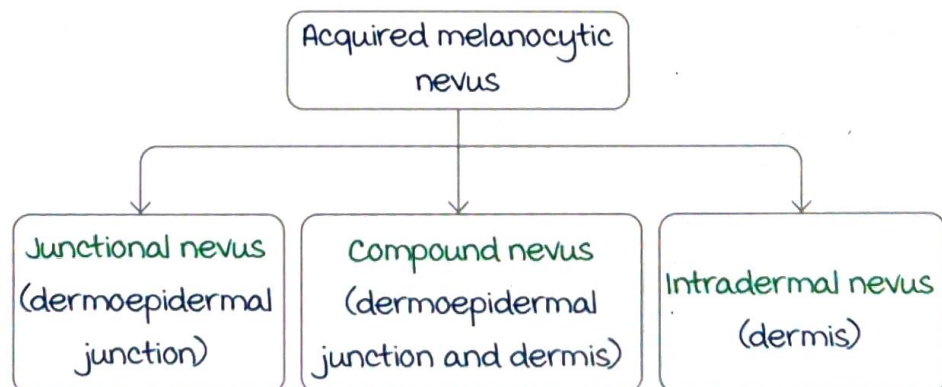 Acquired melanocytic
nevus
Junctional nevus
(dermoepidermal
junction)
Compound nevus
(dermoepidermal
junction and dermis)
Intradermal nevus
(dermis)